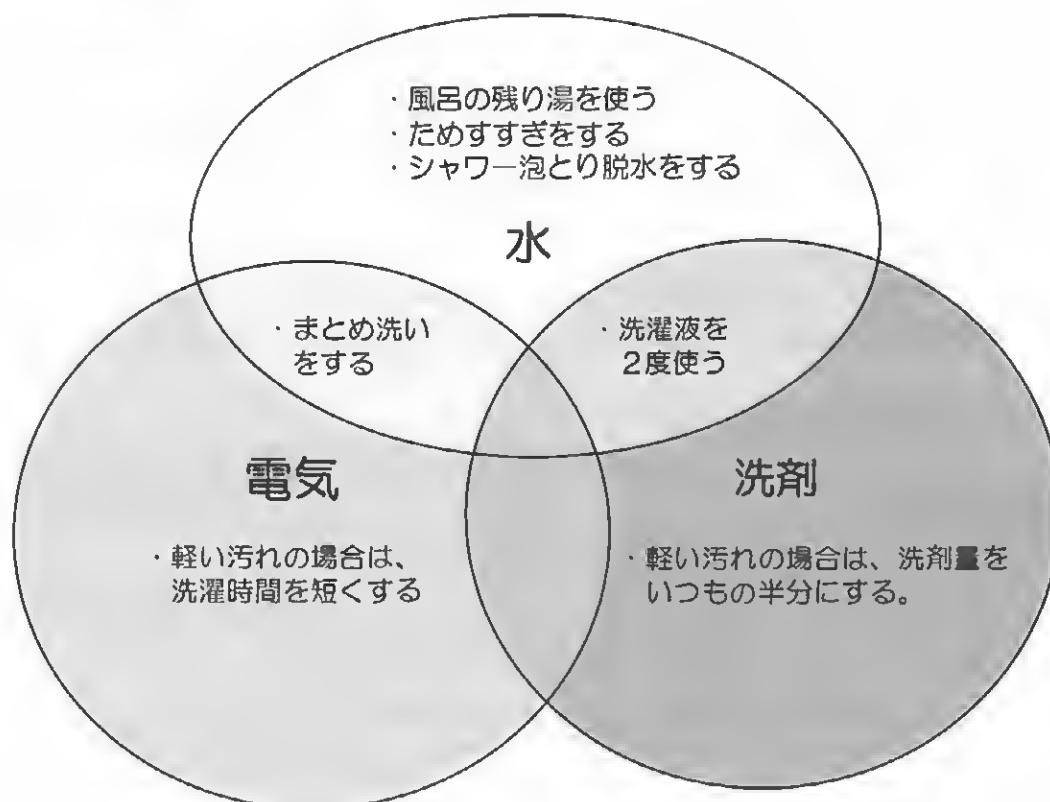 ・風呂の残り湯を使う
・ためすすぎをする
・シャワー泡とり脱水をする
水
・まとめ洗い
をする
・洗濯液を
2度使う
電気
洗剤
・軽い汚れの場合は、
洗濯時間を短くする
・軽い汚れの場合は、洗剤量を
いつもの半分にする。